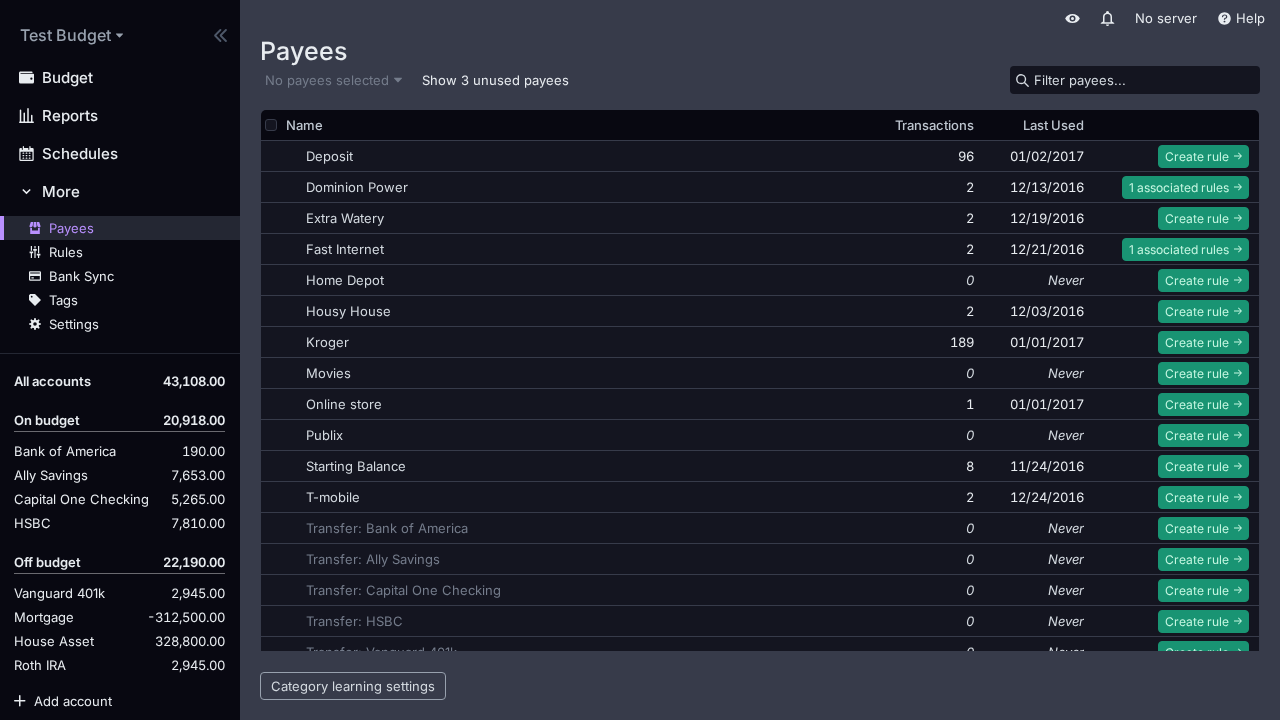 Test Budget
Budget
Reports
Schedules
More
Payees
Rules
Bank Sync
Tags
Settings
All accounts 43,108.00
On budget 20,918.00
Bank of America 190.00
Ally Savings 7,653.00
Capital One Checking 5,265.00
HSBC 7,810.00
Off budget 22,190.00
Vanguard 401k 2,945.00
Mortgage -312,500.00
House Asset 328,800.00
Roth IRA 2,945.00
Add account
No server Help
Payees
No payees selected Show 3 unused payees Filter payees...
Name Transactions Last Used
Deposit 96 01/02/2017 Create rule
Dominion Power 2 12/13/2016 1 associated rules
Extra Watery 2 12/19/2016 Create rule
Fast Internet 2 12/21/2016 1 associated rules
Home Depot 0 Never Create rule
Housy House 2 12/03/2016 Create rule
Kroger 189 01/01/2017 Create rule
Movies 0 Never Create rule
Online store 1 01/01/2017 Create rule
Publix 0 Never Create rule
Starting Balance 8 11/24/2016 Create rule
T-mobile 2 12/24/2016 Create rule
Transfer: Bank of America 0 Never Create rule
Transfer: Ally Savings 0 Never Create rule
Transfer: Capital One Checking 0 Never Create rule
Transfer: HSBC 0 Never Create rule
Transfer: Vanguard 401k 0 Never Create rule
Category learning settings